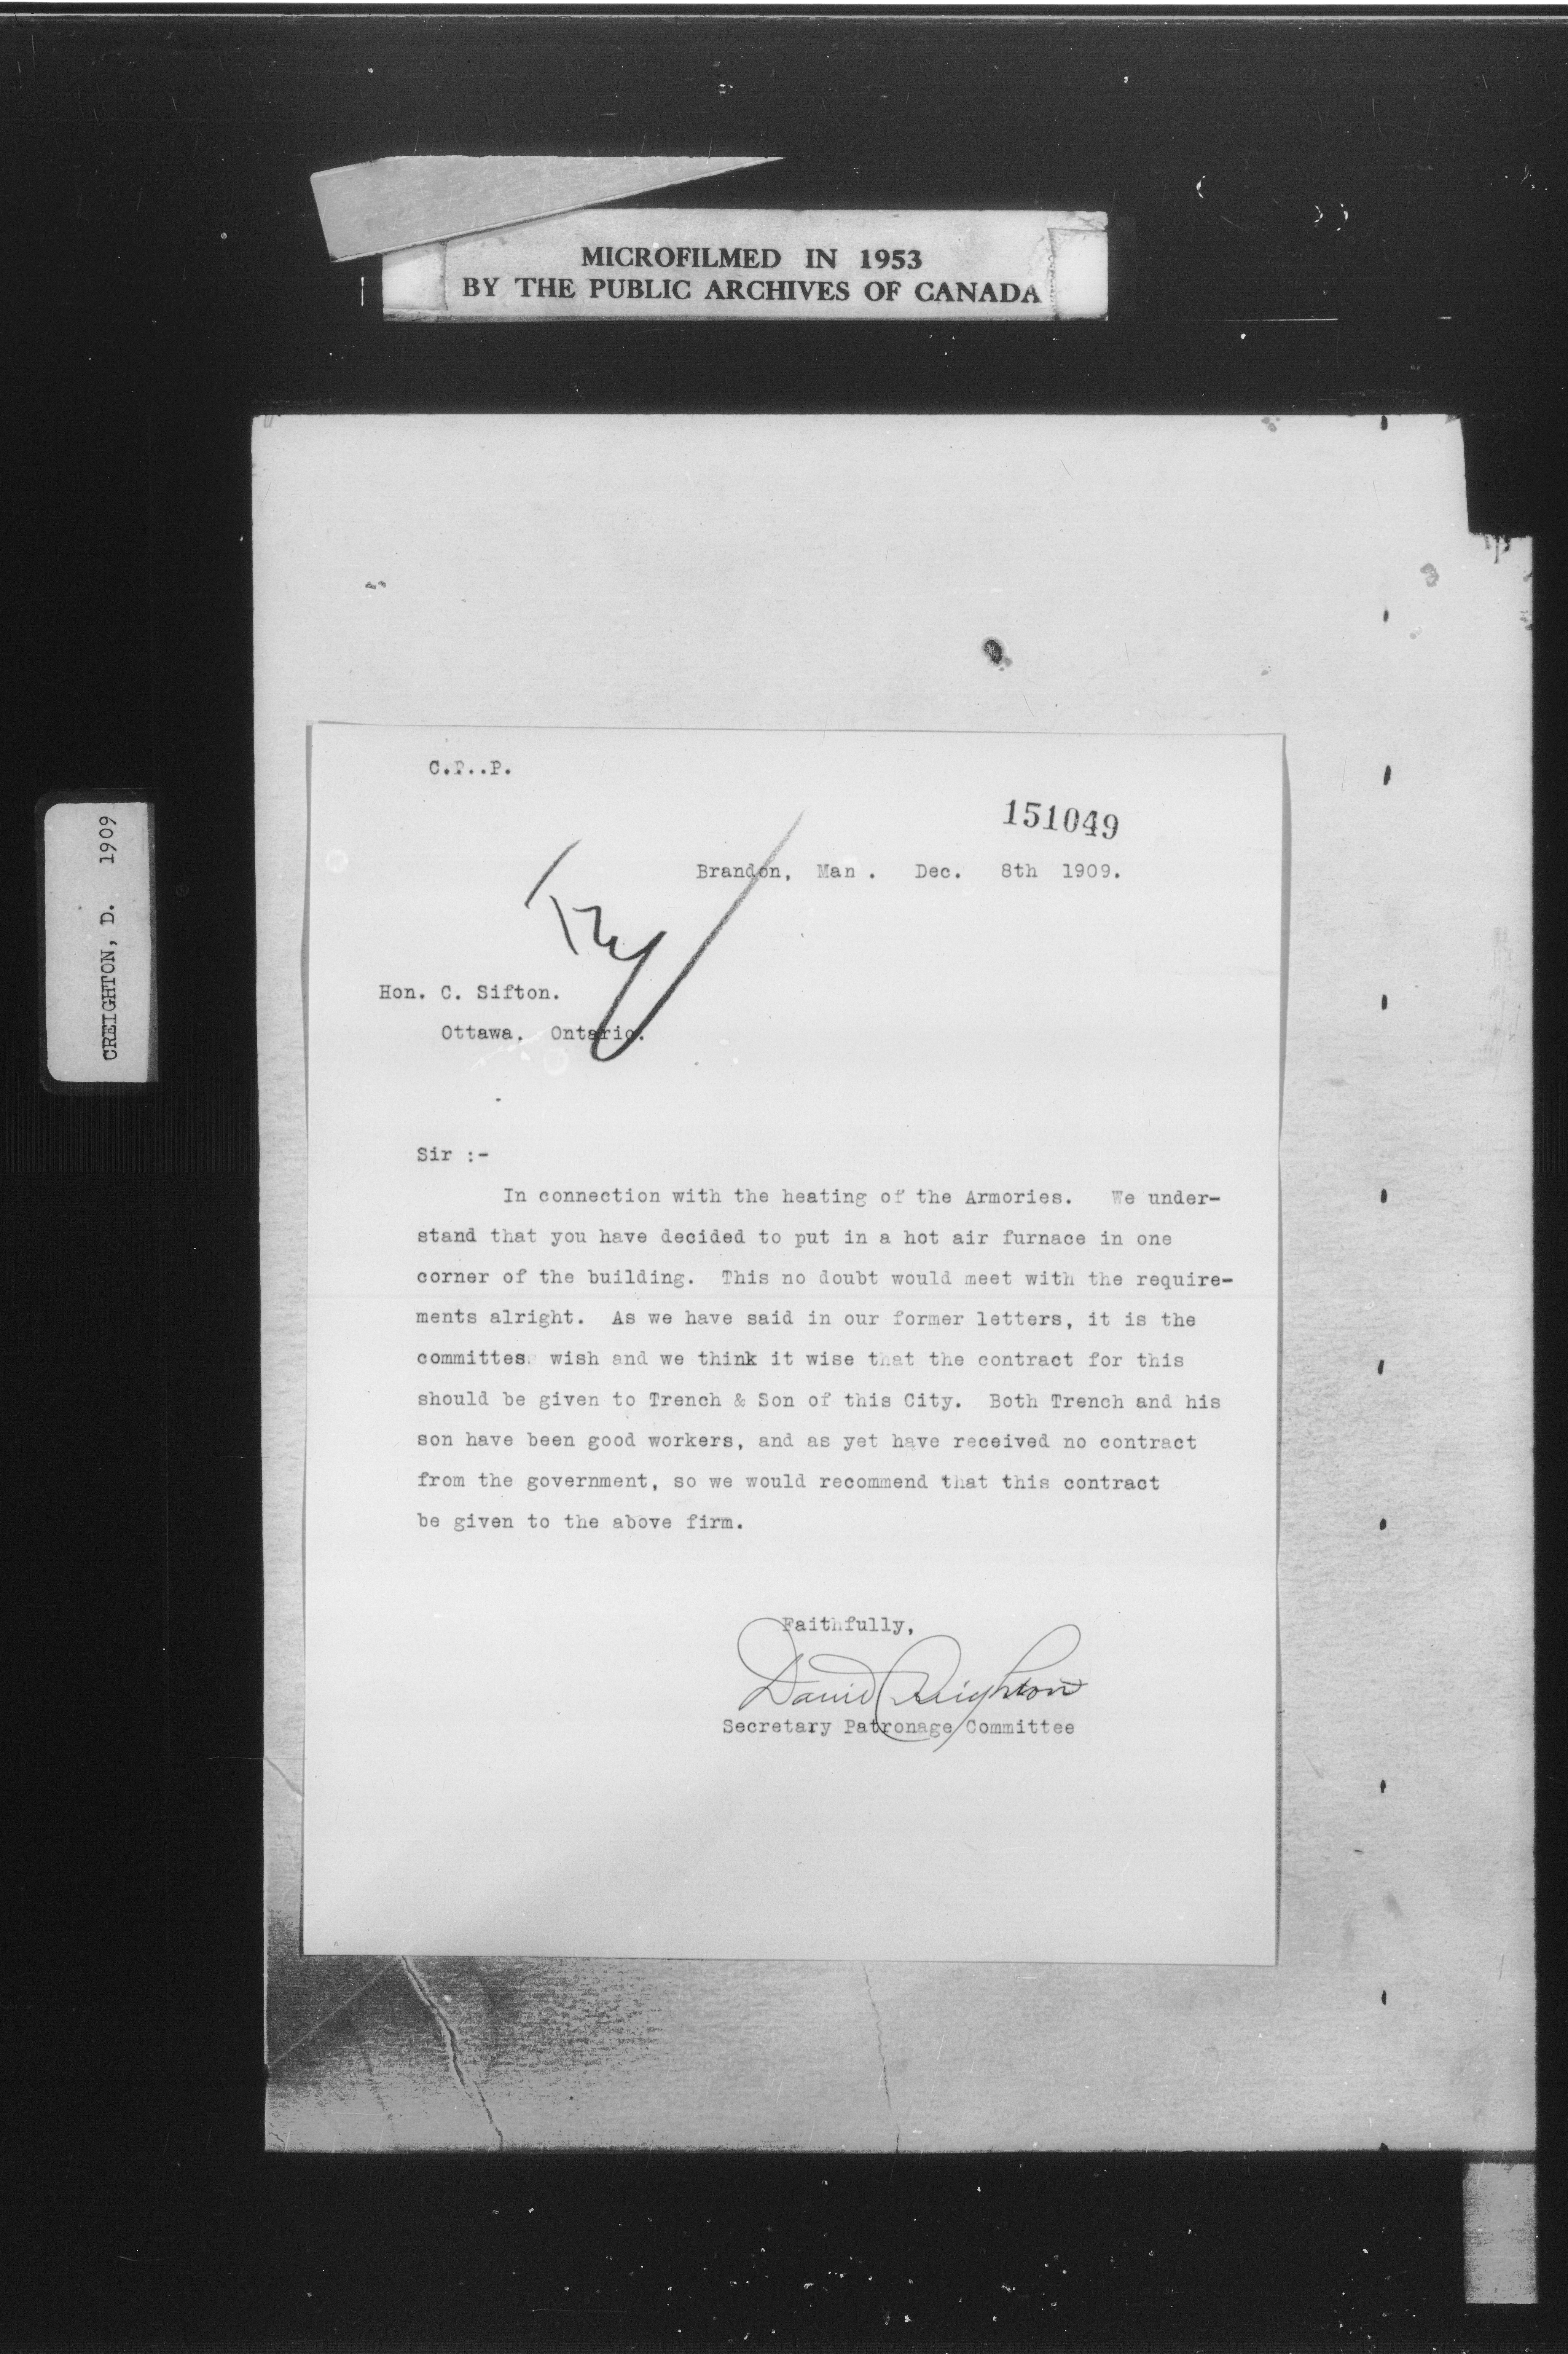 MICROFILMED IN 1953
BY THE PUBLIC ARCHIVES OF CANADA
CREIGHTON, D. 1909
C.P..P.
151049
Brandon, Man . Dec. 8th 1909.
Hon. C. Sifton.
Ottawa. Ontario.
Sir :-
In connection with the heating of the Armories. We under-
stand that you have decided to put in a hot air furnace in one
corner of the building. This no doubt would meet with the require-
ments alright. As we have said in our former letters, it is the
committes wish and we think it wise that the contract for this
should be given to Trench & Son of this City. Both Trench and his
son have been good workers, and as yet have received no contract
from the government, so we would recommend that this contract
be given to the above firm.
Faithfully,
David Creighton
Secretary Patronage Committee